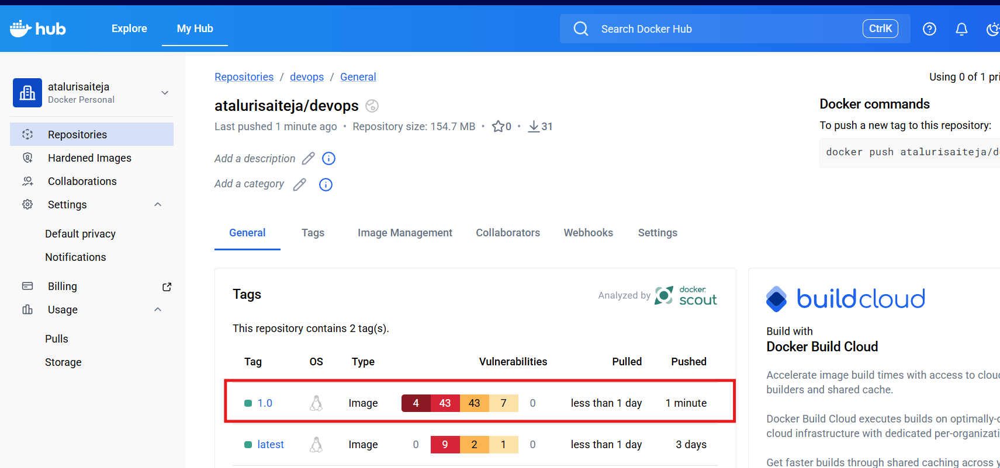 hub
Explore
My Hub
Search Docker Hub
CtrlK
atalurisaiteja
Docker Personal
Repositories
Hardened Images
Collaborations
Settings
Default privacy
Notifications
Billing
Usage
Pulls
Storage
Repositories / devops / General
Using 0 of 1 pri
atalurisaiteja/devops
Last pushed 1 minute ago • Repository size: 154.7 MB • 0 • 31
Add a description
Add a category
Docker commands
To push a new tag to this repository:
docker push atalurisaiteja/d
General Tags Image Management Collaborators Webhooks Settings
Tags
Analyzed by docker scout
This repository contains 2 tag(s).
Tag OS Type Vulnerabilities Pulled Pushed
1.0 Image 4 43 43 7 0 less than 1 day 1 minute
latest Image 0 9 2 1 0 less than 1 day 3 days
buildcloud
Build with
Docker Build Cloud
Accelerate image build times with access to clou
builders and shared cache.
Docker Build Cloud executes builds on optimally-
cloud infrastructure with dedicated per-organizati
Get faster builds through shared caching across